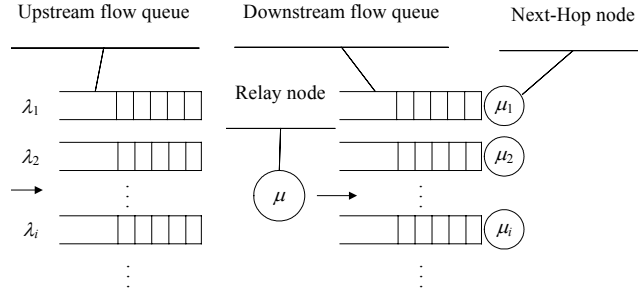 Upstream flow queue
Downstream flow queue
Next-Hop node
Relay node
λ1
μ1
λ2
μ2
μ
λi
μi